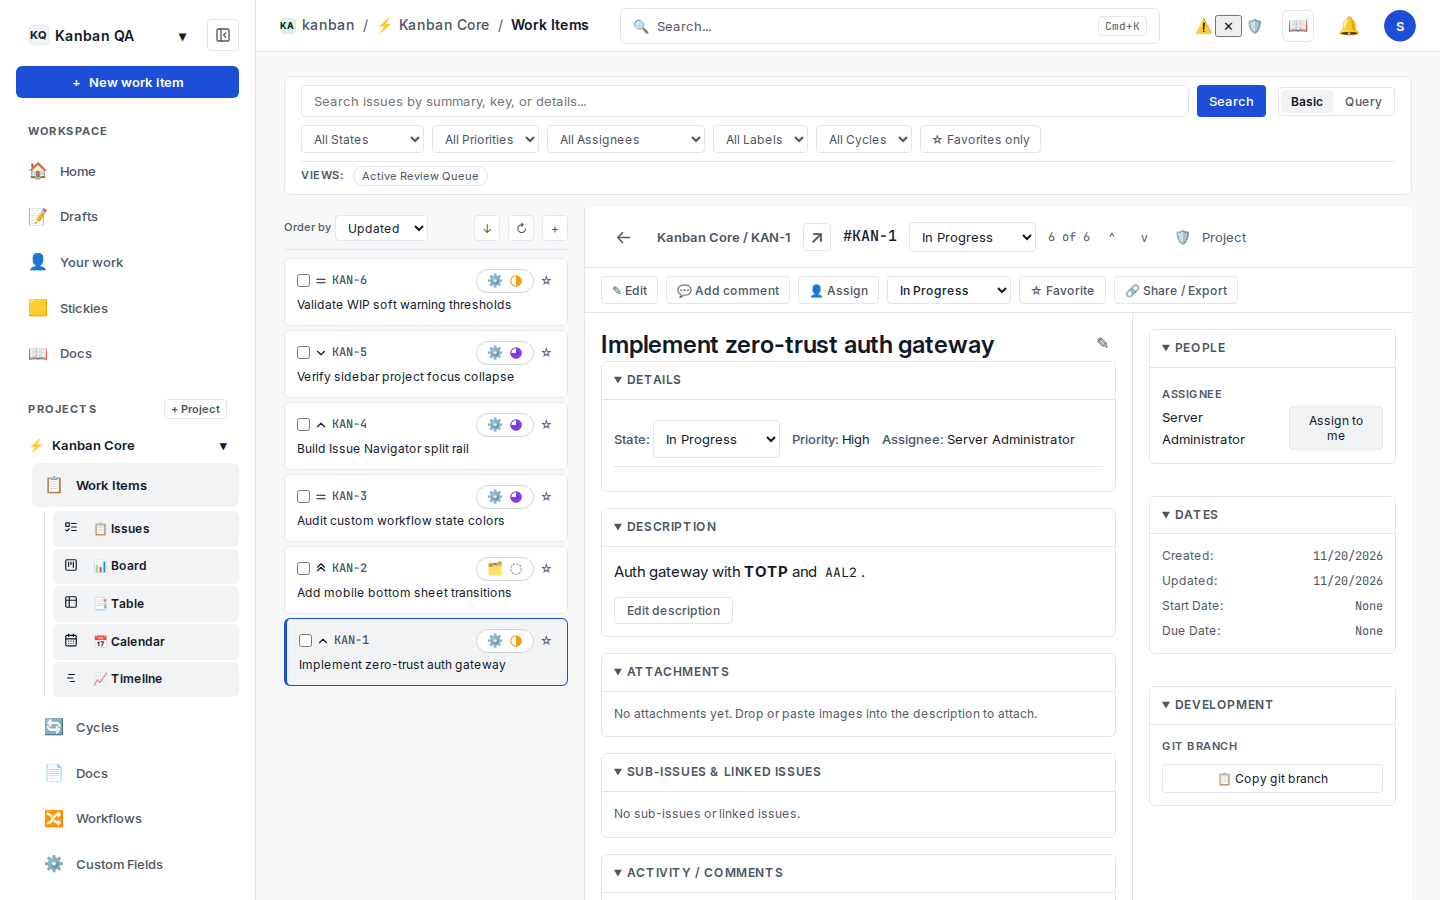 KQ Kanban QA ▾
+ New work item
WORKSPACE
Home
Drafts
Your work
Stickies
Docs
PROJECTS
+ Project
Kanban Core ▾
Work Items
Issues
Board
Table
Calendar
Timeline
Cycles
Docs
Workflows
Custom Fields
KA kanban / Kanban Core / Work Items
Search...
Cmd+K
S
Search issues by summary, key, or details...
Search
Basic
Query
All States
All Priorities
All Assignees
All Labels
All Cycles
☆ Favorites only
VIEWS: Active Review Queue
Order by Updated
KAN-6
Validate WIP soft warning thresholds
KAN-5
Verify sidebar project focus collapse
KAN-4
Build Issue Navigator split rail
KAN-3
Audit custom workflow state colors
KAN-2
Add mobile bottom sheet transitions
KAN-1
Implement zero-trust auth gateway
Kanban Core / KAN-1
#KAN-1
In Progress
6 of 6
^
v
Project
Edit
Add comment
Assign
In Progress
☆ Favorite
Share / Export
Implement zero-trust auth gateway
▼ DETAILS
State: In Progress Priority: High Assignee: Server Administrator
▼ DESCRIPTION
Auth gateway with TOTP and AAL2.
Edit description
▼ ATTACHMENTS
No attachments yet. Drop or paste images into the description to attach.
▼ SUB-ISSUES & LINKED ISSUES
No sub-issues or linked issues.
▼ ACTIVITY / COMMENTS
▼ PEOPLE
ASSIGNEE
Server Administrator
Assign to me
▼ DATES
Created: 11/20/2026
Updated: 11/20/2026
Start Date: None
Due Date: None
▼ DEVELOPMENT
GIT BRANCH
Copy git branch